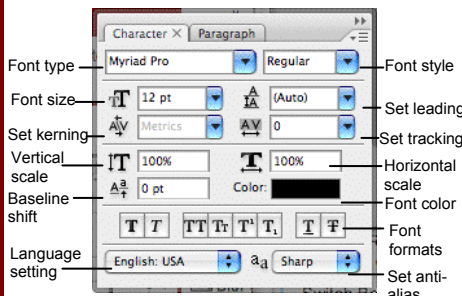 Character × Paragraph
Font type Myriad Pro Regular Font style
Font size 12 pt (Auto) Set leading
Set kerning Metrics 0 Set tracking
Vertical scale 100% 100% Horizontal scale
Baseline shift 0 pt Color: Font color
T T TT Tr T¹ T₁ T T Font formats
Language setting English: USA aa Sharp Set anti-alias